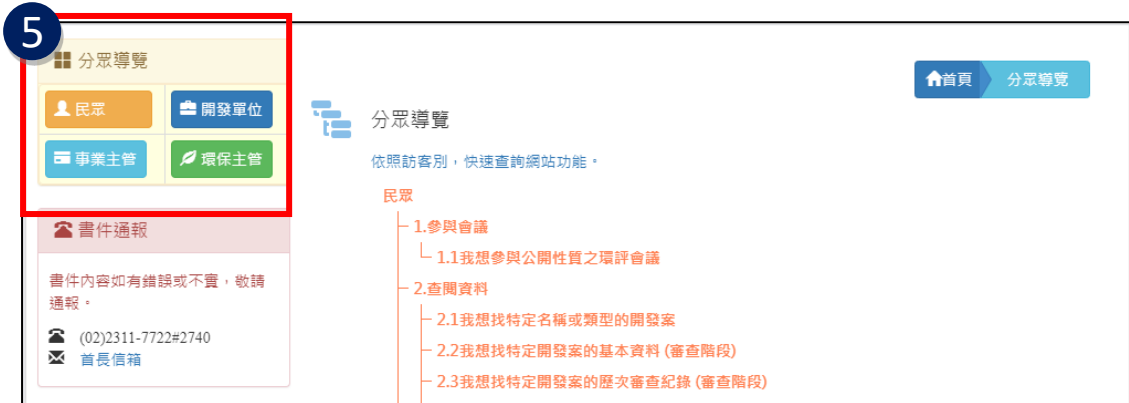 5
分眾導覽
民眾
開發單位
事業主管
環保主管
書件通報
書件內容如有錯誤或不實，敬請
通報。
(02)2311-7722#2740
首長信箱
首頁
分眾導覽
分眾導覽
依照訪客別，快速查詢網站功能。
民眾
1.參與會議
1.1我想參與公開性質之環評會議
2.查閱資料
2.1我想找特定名稱或類型的開發案
2.2我想找特定開發案的基本資料 (審查階段)
2.3我想找特定開發案的歷次審查紀錄 (審查階段)